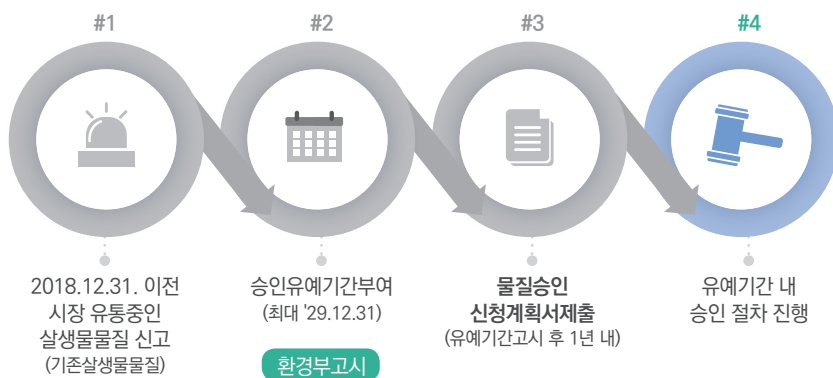 #1
2018.12.31. 이전
시장 유통중인
살생물물질 신고
(기존살생물물질)
#2
승인유예기간부여
(최대 '29.12.31)
환경부고시
#3
물질승인
신청계획서제출
(유예기간고시 후 1년 내)
#4
유예기간 내
승인 절차 진행